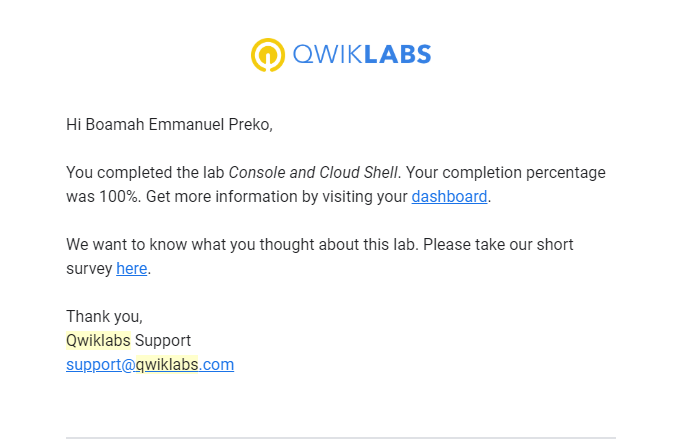 QWIKLABS
Hi Boamah Emmanuel Preko,
You completed the lab Console and Cloud Shell. Your completion percentage
was 100%. Get more information by visiting your dashboard.
We want to know what you thought about this lab. Please take our short
survey here.
Thank you,
Qwiklabs Support
support@qwiklabs.com